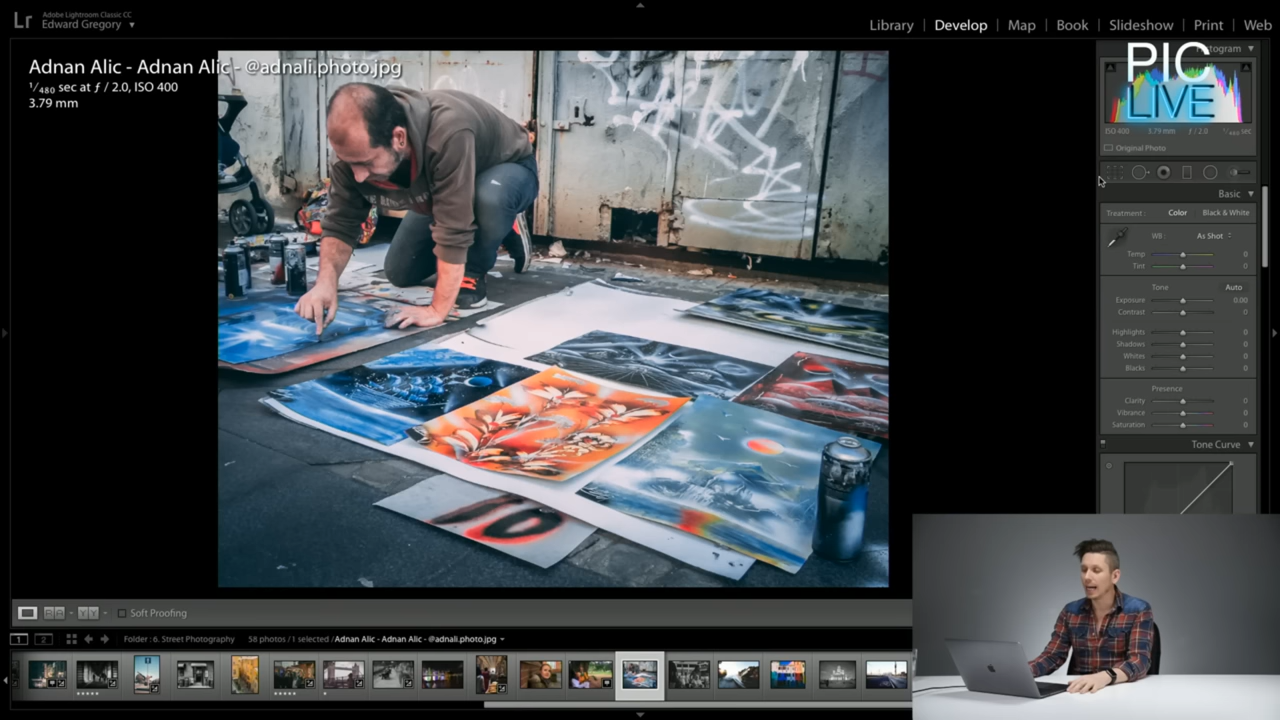 Lr
Adobe Lightroom Classic CC
Edward Gregory
Library | Develop | Map | Book | Slideshow | Print | Web
Adnan Alic - Adnan Alic - @adnali.photo.jpg
1/480 sec at ƒ / 2.0, ISO 400
3.79 mm
Histogram
PIC
LIVE
ISO 400 3.79 mm ƒ / 2.0 1/480 sec
Original Photo
Basic
Treatment : Color Black & White
WB : As Shot
Temp 0
Tint 0
Tone Auto
Exposure 0.00
Contrast 0
Highlights 0
Shadows 0
Whites 0
Blacks 0
Presence
Clarity 0
Vibrance 0
Saturation 0
Tone Curve
Soft Proofing
1 2 Folder : 6. Street Photography 58 photos / 1 selected / Adnan Alic - Adnan Alic - @adnali.photo.jpg